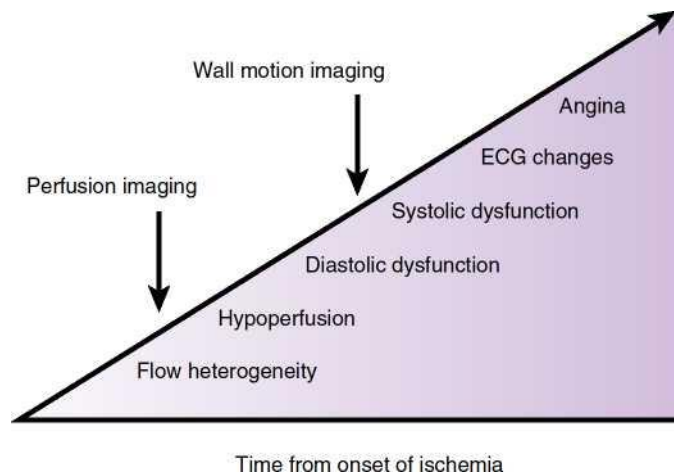 Wall motion imaging
Angina
ECG changes
Perfusion imaging
Systolic dysfunction
Diastolic dysfunction
Hypoperfusion
Flow heterogeneity
Time from onset of ischemia